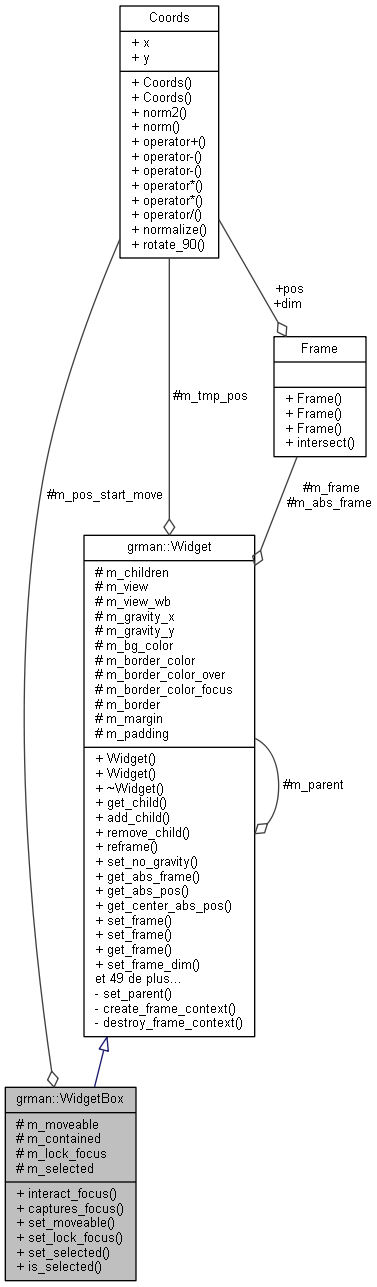 Coords
+ x
+ y
+ Coords()
+ Coords()
+ norm2()
+ norm()
+ operator+()
+ operator-()
+ operator-()
+ operator*()
+ operator*()
+ operator/()
+ normalize()
+ rotate_90()
+pos
+dim
Frame
+ Frame()
+ Frame()
+ Frame()
+ intersect()
#m_tmp_pos
#m_pos_start_move
#m_frame
#m_abs_frame
grman::Widget
# m_children
# m_view
# m_view_wb
# m_gravity_x
# m_gravity_y
# m_bg_color
# m_border_color
# m_border_color_over
# m_border_color_focus
# m_border
# m_margin
# m_padding
+ Widget()
+ Widget()
+ ~Widget()
+ get_child()
+ add_child()
+ remove_child()
+ reframe()
+ set_no_gravity()
+ get_abs_frame()
+ get_abs_pos()
+ get_center_abs_pos()
+ set_frame()
+ set_frame()
+ get_frame()
+ set_frame_dim()
et 49 de plus...
- set_parent()
- create_frame_context()
- destroy_frame_context()
#m_parent
grman::WidgetBox
# m_moveable
# m_contained
# m_lock_focus
# m_selected
+ interact_focus()
+ captures_focus()
+ set_moveable()
+ set_lock_focus()
+ set_selected()
+ is_selected()